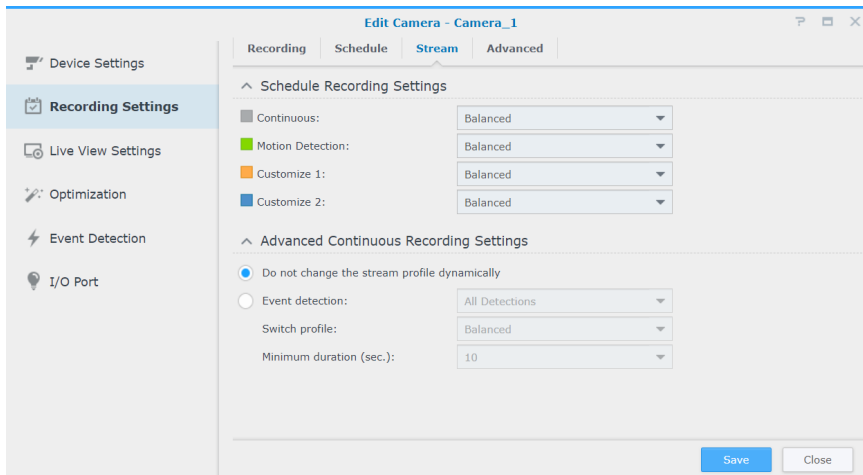 Edit Camera - Camera_1
Recording Schedule Stream Advanced
Device Settings
Recording Settings
Live View Settings
Optimization
Event Detection
I/O Port
Schedule Recording Settings
Continuous: Balanced
Motion Detection: Balanced
Customize 1: Balanced
Customize 2: Balanced
Advanced Continuous Recording Settings
Do not change the stream profile dynamically
Event detection: All Detections
Switch profile: Balanced
Minimum duration (sec.): 10
Save Close